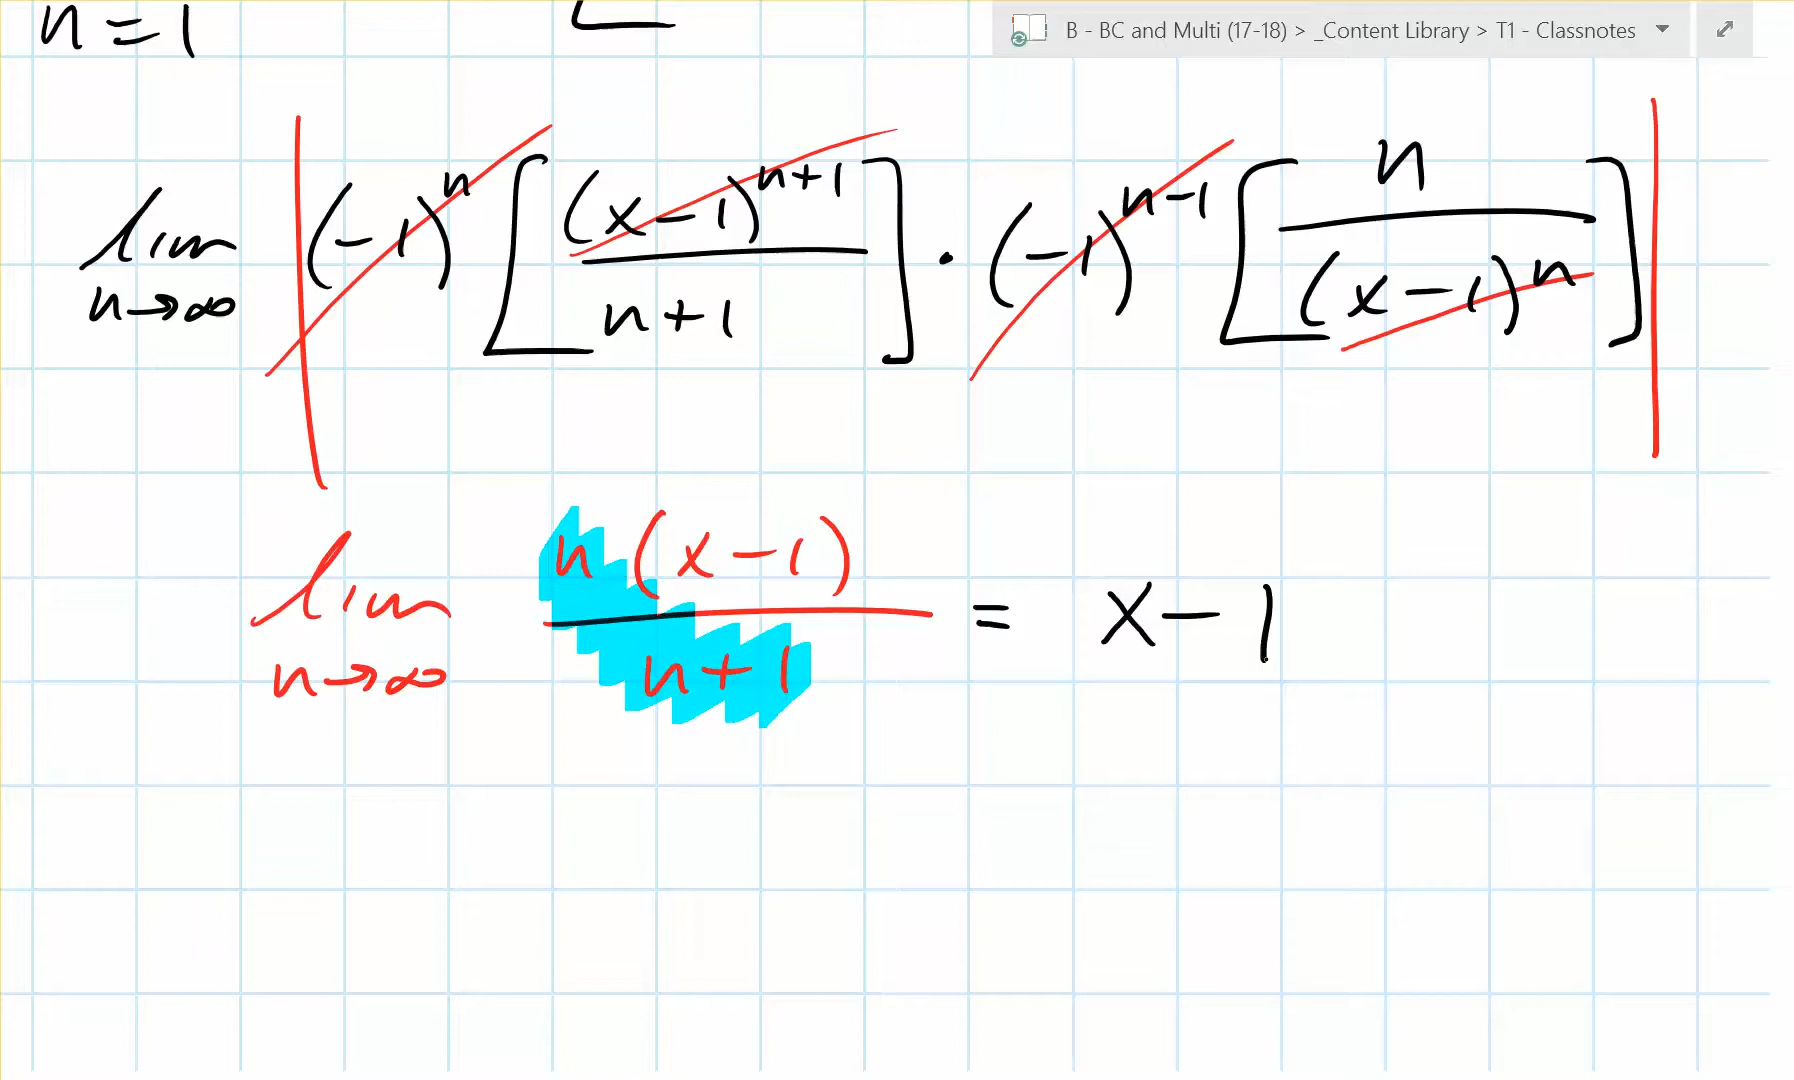 n=1
B - BC and Multi (17-18) > _Content Library > T1 - Classnotes
lim n→∞ |(-1)^n [(x-1)^(n+1) / (n+1)] · (-1)^(n-1) [n / (x-1)^n]|
lim n→∞ n(x-1) / (n+1) = x-1